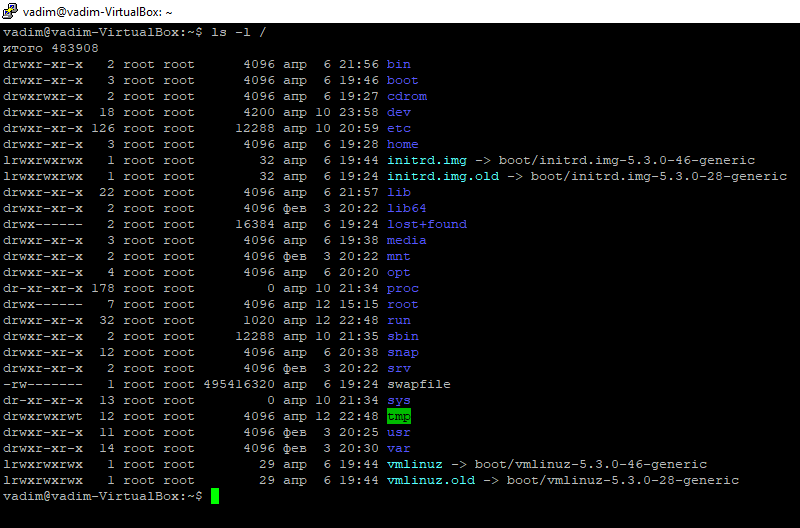 vadim@vadim-VirtualBox: ~
vadim@vadim-VirtualBox:~$ ls -l /
итого 483908
drwxr-xr-x   2 root root      4096 апр  6 21:56 bin
drwxr-xr-x   3 root root      4096 апр  6 19:46 boot
drwxrwxr-x   2 root root      4096 апр  6 19:27 cdrom
drwxr-xr-x  18 root root      4200 апр 10 23:58 dev
drwxr-xr-x 126 root root     12288 апр 10 20:59 etc
drwxr-xr-x   3 root root      4096 апр  6 19:28 home
lrwxrwxrwx   1 root root        32 апр  6 19:44 initrd.img -> boot/initrd.img-5.3.0-46-generic
lrwxrwxrwx   1 root root        32 апр  6 19:24 initrd.img.old -> boot/initrd.img-5.3.0-28-generic
drwxr-xr-x  22 root root      4096 апр  6 21:57 lib
drwxr-xr-x   2 root root      4096 фев  3 20:22 lib64
drwx------   2 root root     16384 апр  6 19:24 lost+found
drwxr-xr-x   3 root root      4096 апр  6 19:38 media
drwxr-xr-x   2 root root      4096 фев  3 20:22 mnt
drwxr-xr-x   4 root root      4096 апр  6 20:20 opt
dr-xr-xr-x 178 root root         0 апр 10 21:34 proc
drwx------   7 root root      4096 апр 12 15:15 root
drwxr-xr-x  32 root root      1020 апр 12 22:48 run
drwxr-xr-x   2 root root     12288 апр 10 21:35 sbin
drwxr-xr-x  12 root root      4096 апр  6 20:38 snap
drwxr-xr-x   2 root root      4096 фев  3 20:22 srv
-rw-------   1 root root 495416320 апр  6 19:24 swapfile
dr-xr-xr-x  13 root root         0 апр 10 21:34 sys
drwxrwxrwt  12 root root      4096 апр 12 22:48 tmp
drwxr-xr-x  11 root root      4096 фев  3 20:25 usr
drwxr-xr-x  14 root root      4096 фев  3 20:30 var
lrwxrwxrwx   1 root root        29 апр  6 19:44 vmlinuz -> boot/vmlinuz-5.3.0-46-generic
lrwxrwxrwx   1 root root        29 апр  6 19:44 vmlinuz.old -> boot/vmlinuz-5.3.0-28-generic
vadim@vadim-VirtualBox:~$